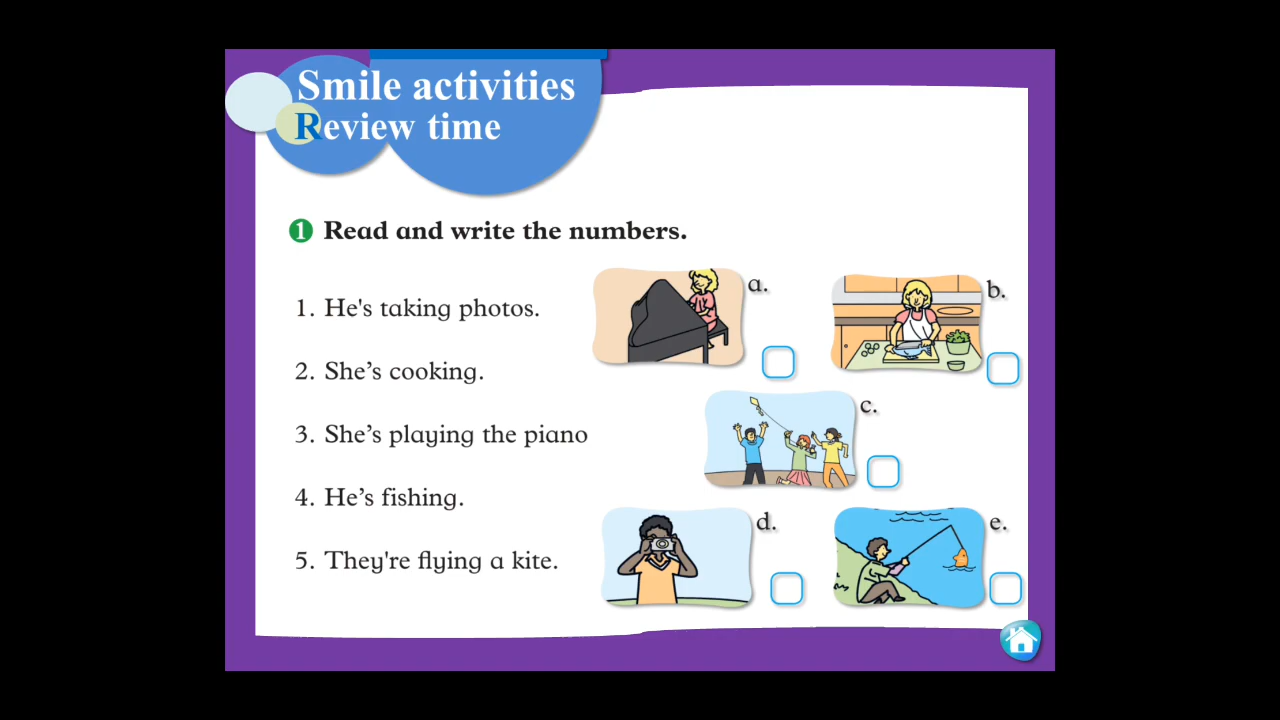 Smile activities
Review time
1 Read and write the numbers.
1. He's taking photos.
2. She's cooking.
3. She's playing the piano
4. He's fishing.
5. They're flying a kite.
a.
b.
c.
d.
e.